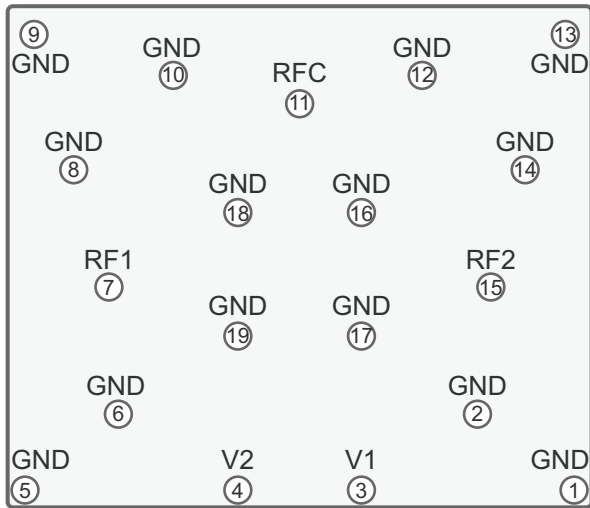 9 13
GND GND GND GND
10 RFC 12
11
GND GND
8 14
GND GND
18 16
RF1 RF2
7 15
GND GND
19 17
GND GND
6 2
GND V2 V1 GND
5 4 3 1